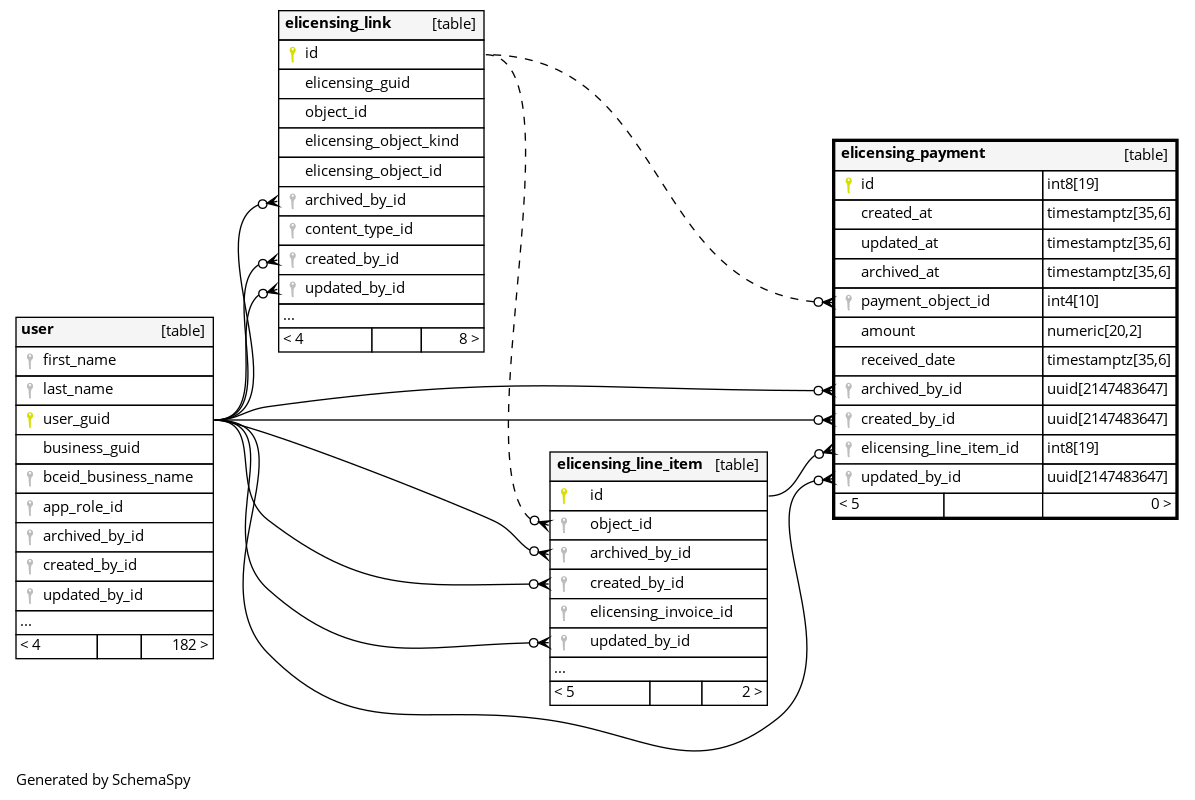 elicensing_link [table]
id
elicensing_guid
object_id
elicensing_object_kind
elicensing_object_id
archived_by_id
content_type_id
created_by_id
updated_by_id
...
< 4 8 >
user [table]
first_name
last_name
user_guid
business_guid
bceid_business_name
app_role_id
archived_by_id
created_by_id
updated_by_id
...
< 4 182 >
elicensing_line_item [table]
id
object_id
archived_by_id
created_by_id
elicensing_invoice_id
updated_by_id
...
< 5 2 >
elicensing_payment [table]
id int8[19]
created_at timestamptz[35,6]
updated_at timestamptz[35,6]
archived_at timestamptz[35,6]
payment_object_id int4[10]
amount numeric[20,2]
received_date timestamptz[35,6]
archived_by_id uuid[2147483647]
created_by_id uuid[2147483647]
elicensing_line_item_id int8[19]
updated_by_id uuid[2147483647]
< 5 0 >
Generated by SchemaSpy